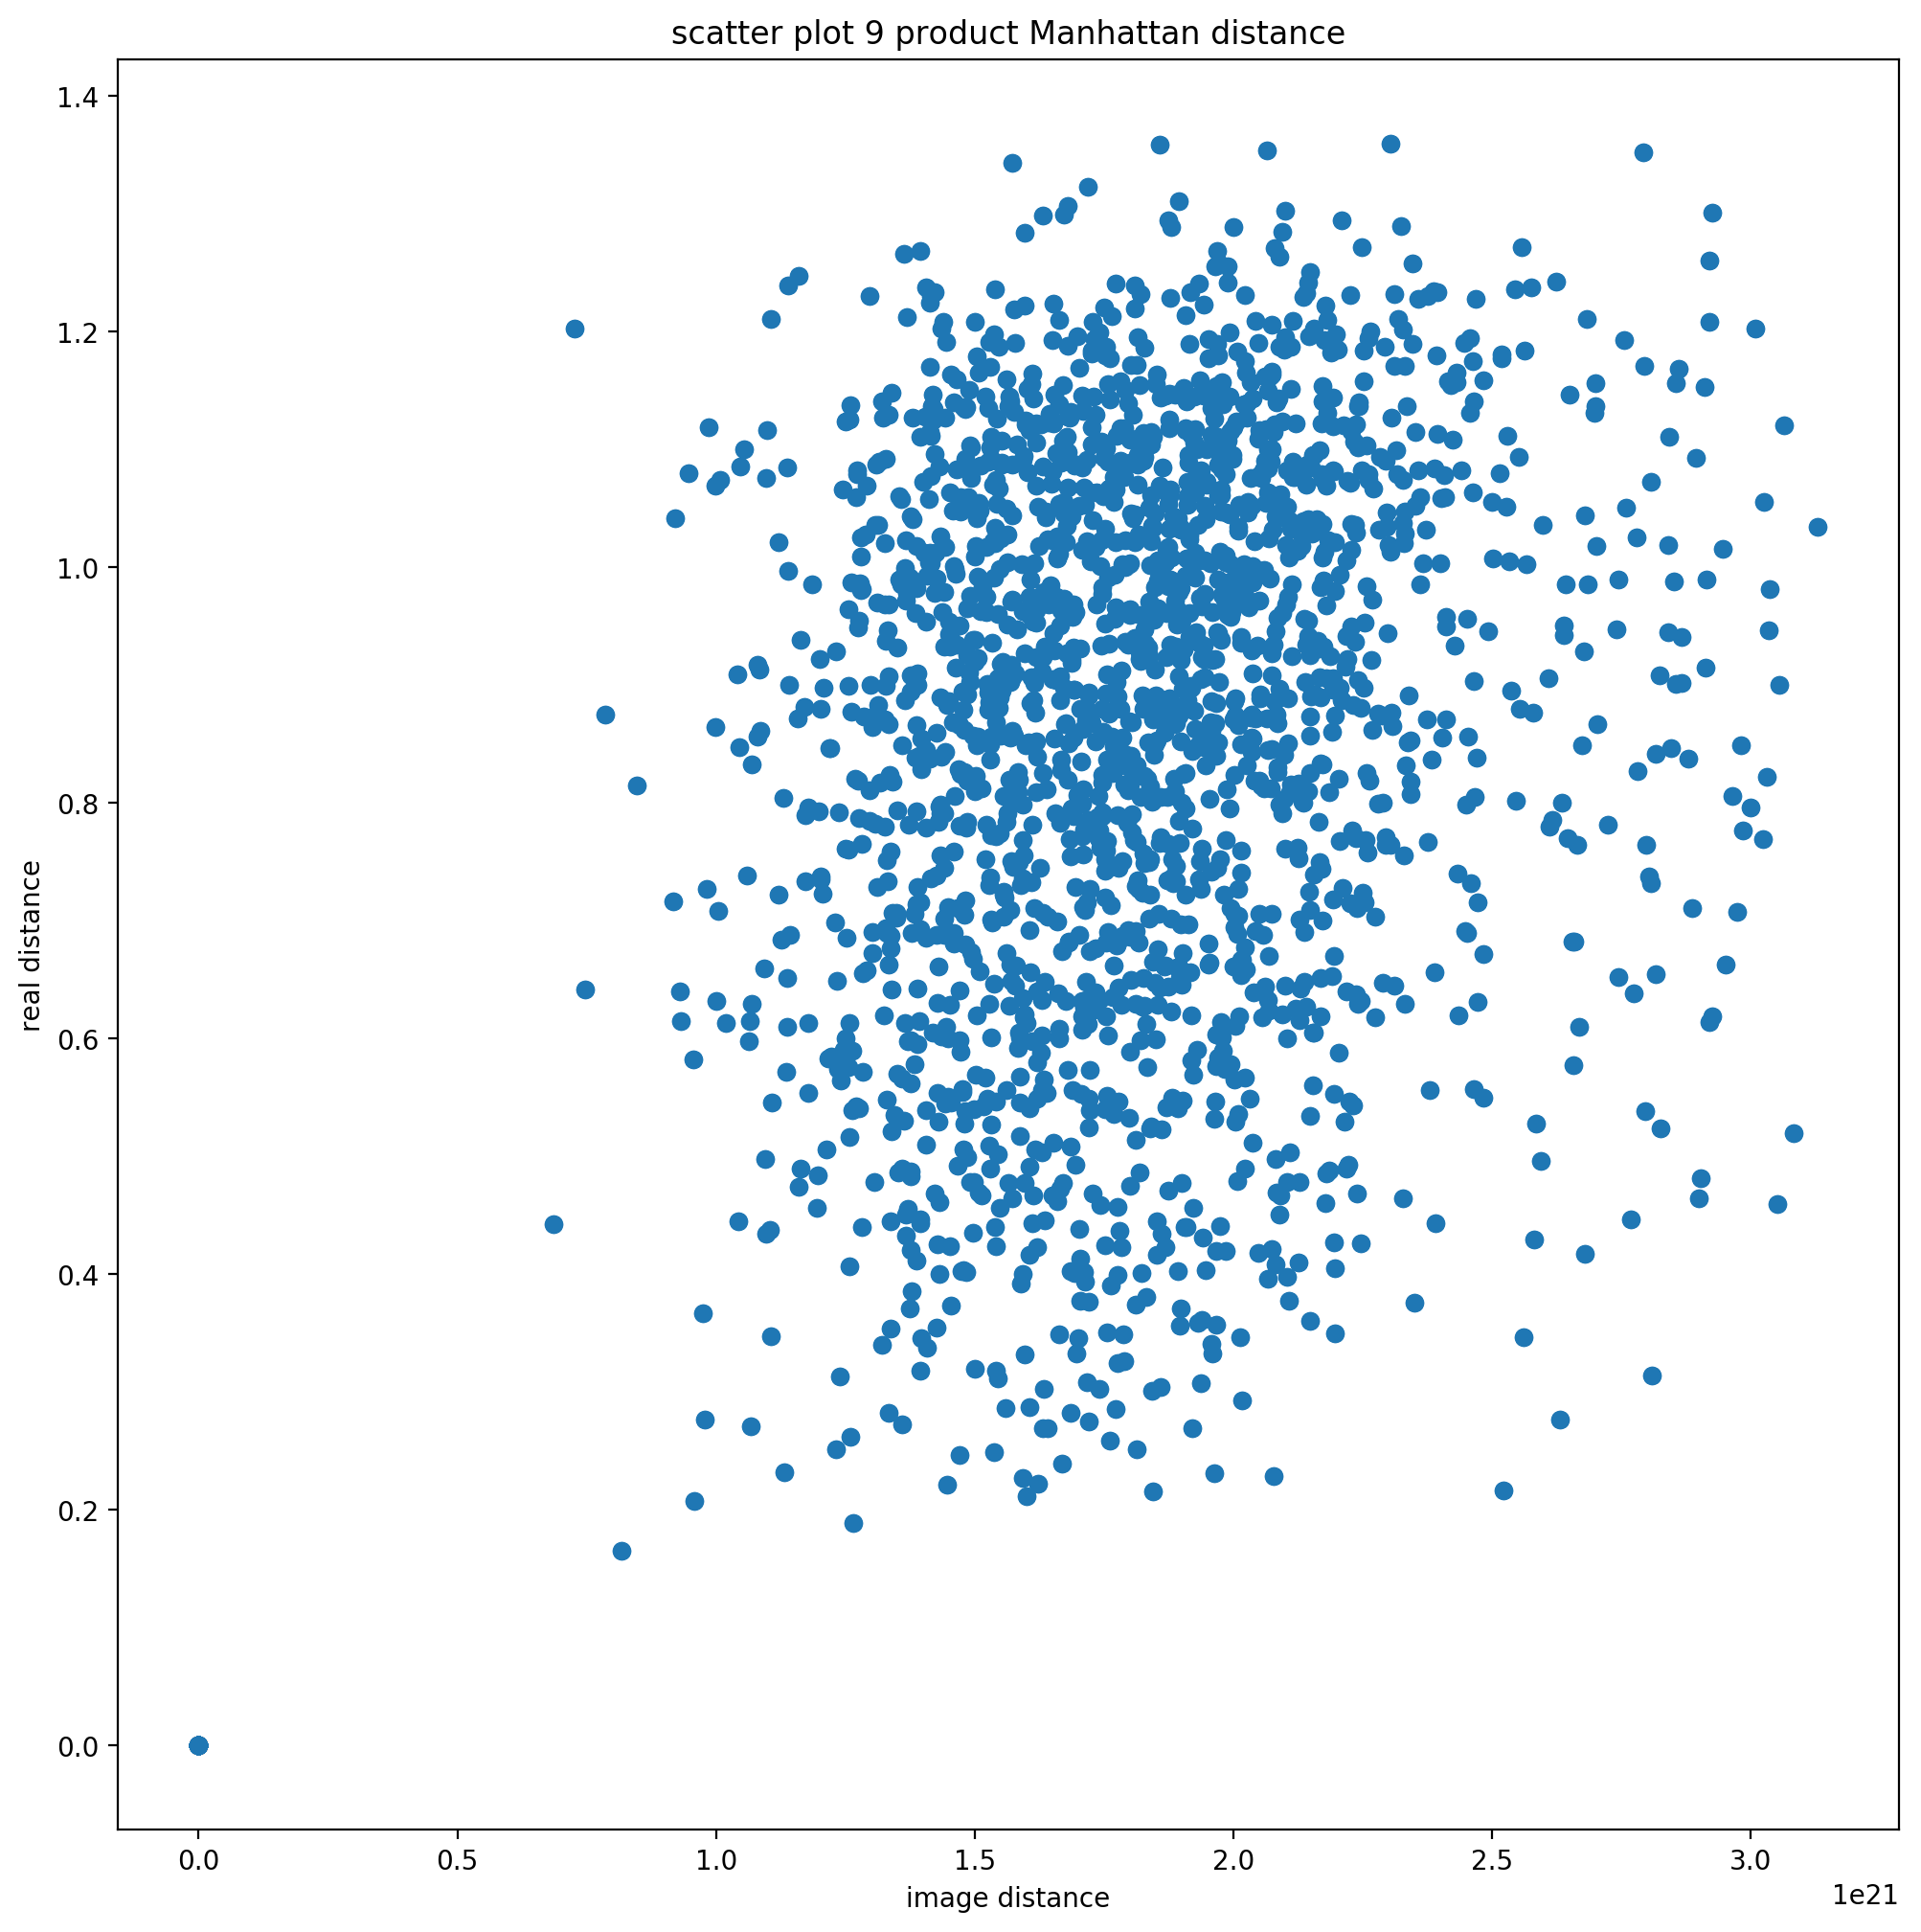 scatter plot 9 product Manhattan distance
1.4
1.2
1.0
0.8
0.6
0.4
0.2
0.0
real distance
0.0 0.5 1.0 1.5 2.0 2.5 3.0
image distance
1e21